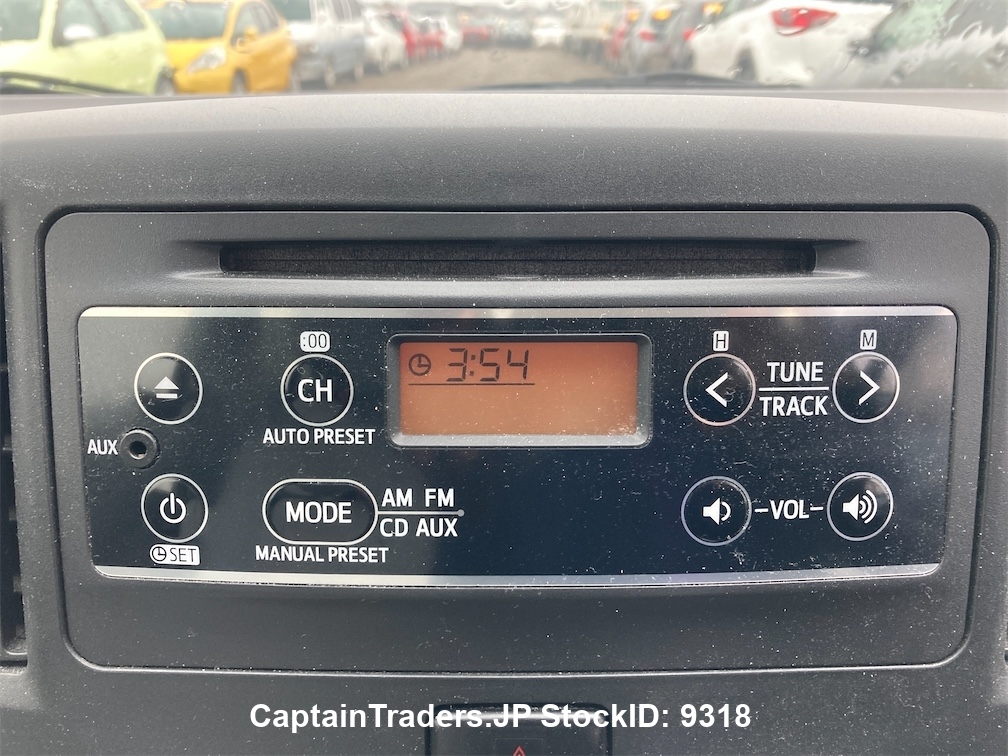 :00
H
M
3:54
CH
TUNE
TRACK
AUTO PRESET
AUX
MODE
AM FM
CD AUX
-VOL-
SET
MANUAL PRESET
CaptainTraders.JP StockID: 9318